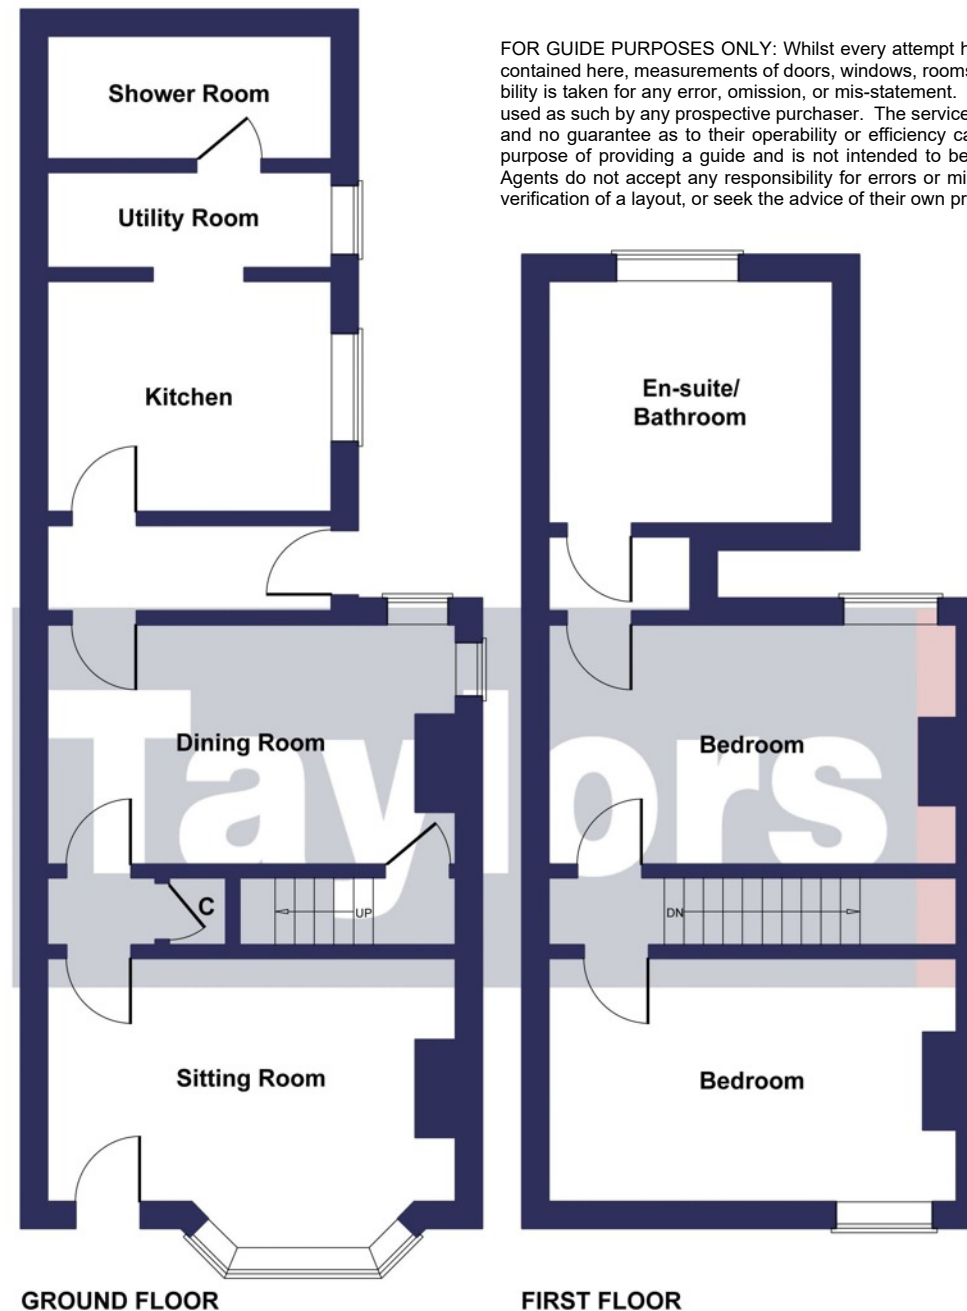 FOR GUIDE PURPOSES ONLY: Whilst every attempt h
contained here, measurements of doors, windows, rooms
bility is taken for any error, omission, or mis-statement.
used as such by any prospective purchaser. The service
and no guarantee as to their operability or efficiency ca
purpose of providing a guide and is not intended to be
Agents do not accept any responsibility for errors or mi
verification of a layout, or seek the advice of their own pr
Shower Room
Utility Room
Kitchen
Dining Room
C
UP
Sitting Room
GROUND FLOOR
En-suite/
Bathroom
Bedroom
DN
Bedroom
FIRST FLOOR
Taylors